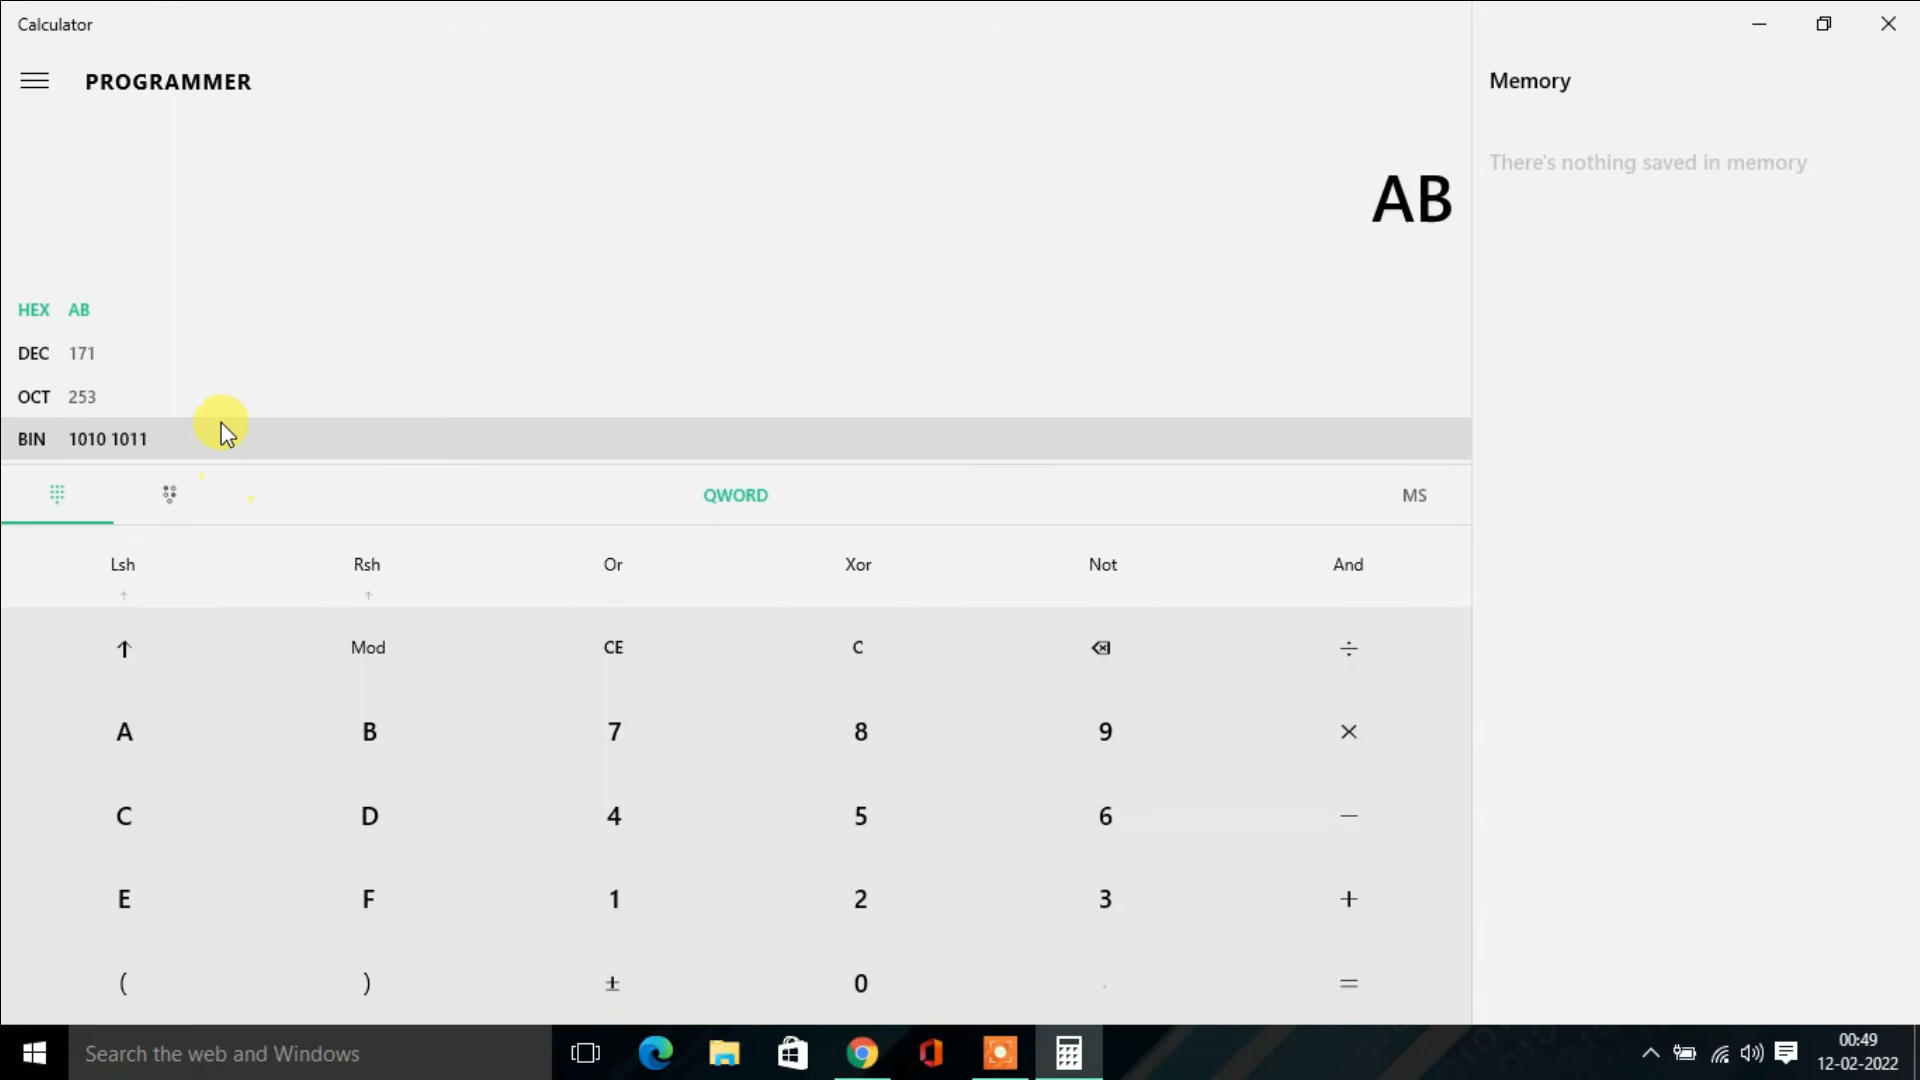 Calculator
PROGRAMMER
Memory
There's nothing saved in memory
AB
HEX AB
DEC 171
OCT 253
BIN 1010 1011
QWORD
MS
Lsh Rsh Or Xor Not And
↑ ↑
↑ Mod CE C ÷
A B 7 8 9 ×
C D 4 5 6 −
E F 1 2 3 +
( ) ± 0 . =
Search the web and Windows
00:49
12-02-2022